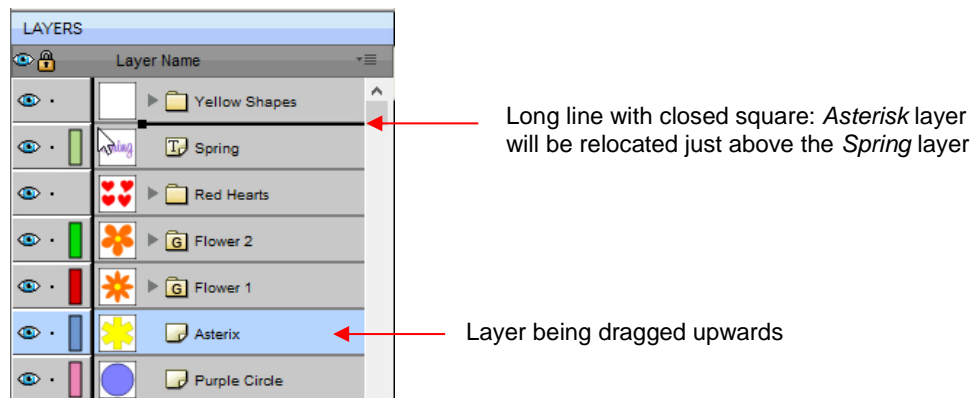 LAYERS
Layer Name
Yellow Shapes
Long line with closed square: Asterisk layer
will be relocated just above the Spring layer
T Spring
Red Hearts
G Flower 2
G Flower 1
Asterix
Layer being dragged upwards
Purple Circle